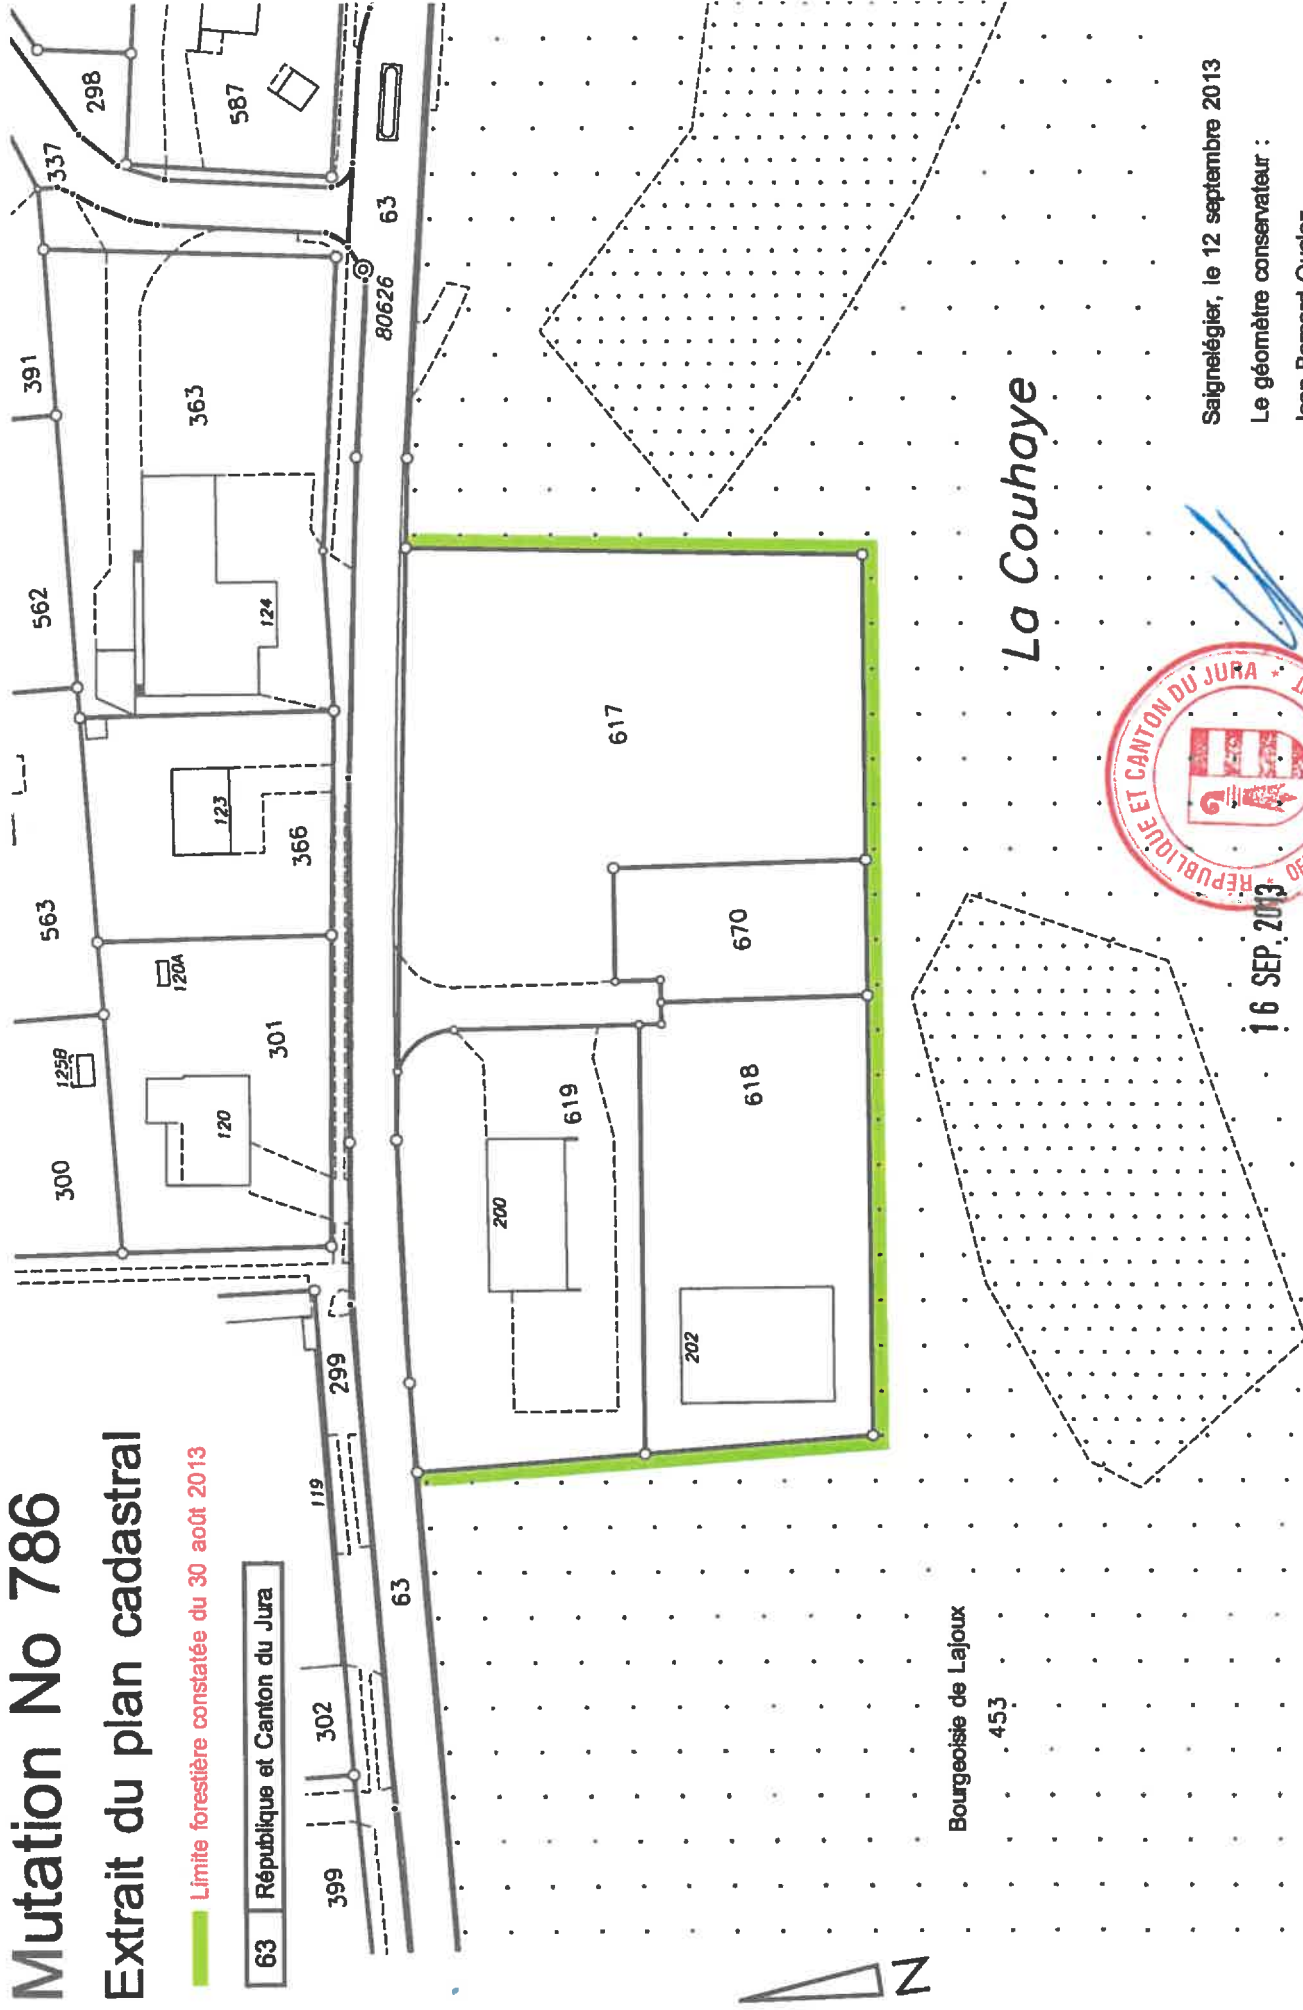 Mutation No 786
Extrait du plan cadastral
Limite forestière constatée du 30 août 2013
63 République et Canton du Jura
399
302
119
299
63
300
125B
120
301
120A
563
123
366
562
124
391
363
337
298
587
63
80626
200
619
202
618
670
617
La Couhaye
Bourgeoisie de Lajoux
453
N
RÉPUBLIQUE ET CANTON DU JURA
16 SEP. 2013
Saignelégier, le 12 septembre 2013
Le géomètre conservateur :